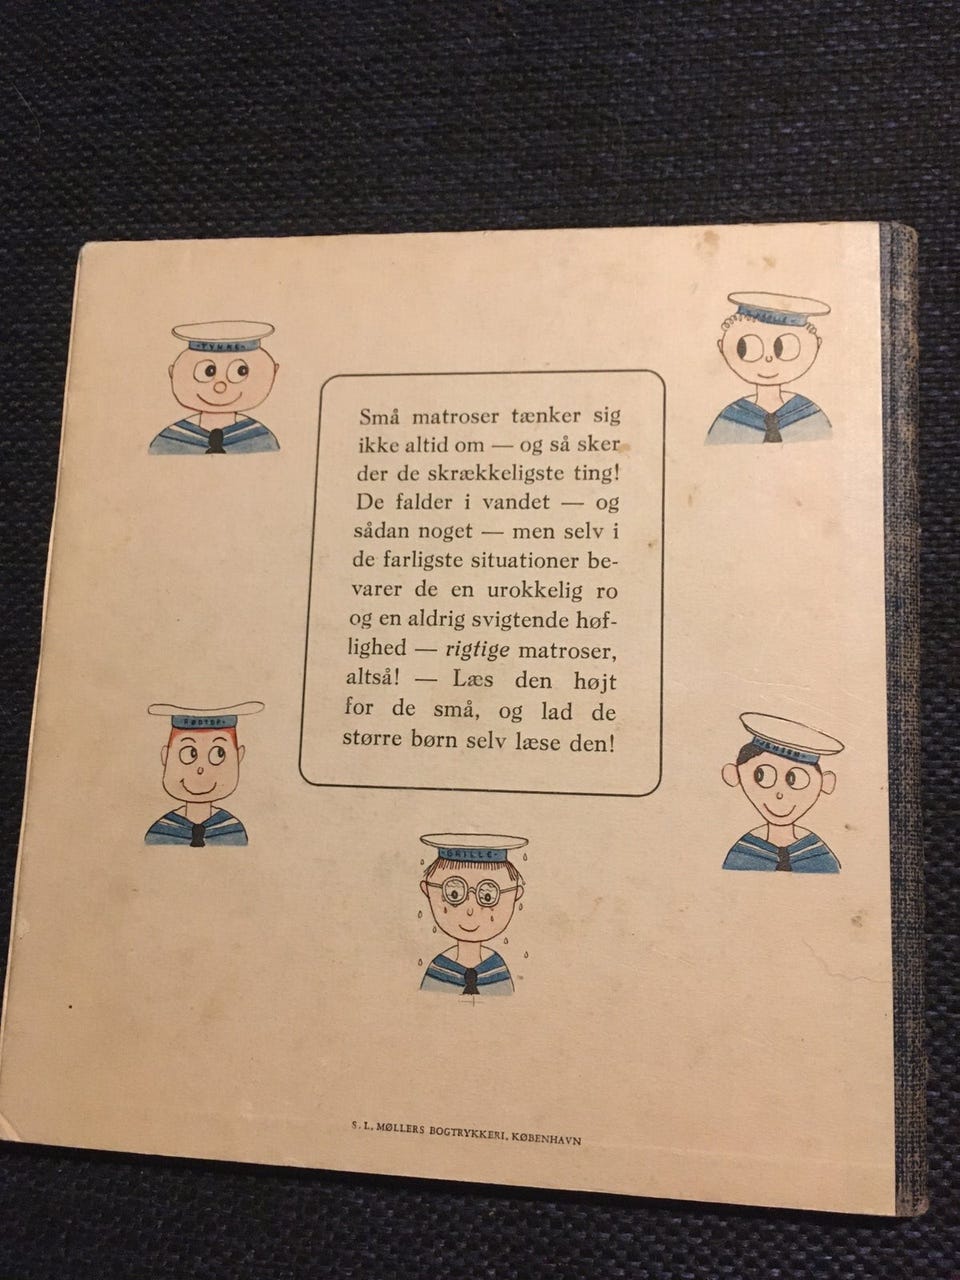 -TYKKE-
Små matroser tænker sig
ikke altid om — og så sker
der de skrækkeligste ting!
De falder i vandet — og
sådan noget — men selv i
de farligste situationer be-
varer de en urokkelig ro
og en aldrig svigtende høf-
lighed — rigtige matroser,
altså! — Læs den højt
for de små, og lad de
større børn selv læse den!
RØDTOP
-BRILLE-
S. L. MØLLERS BOGTRYKKERI, KØBENHAVN